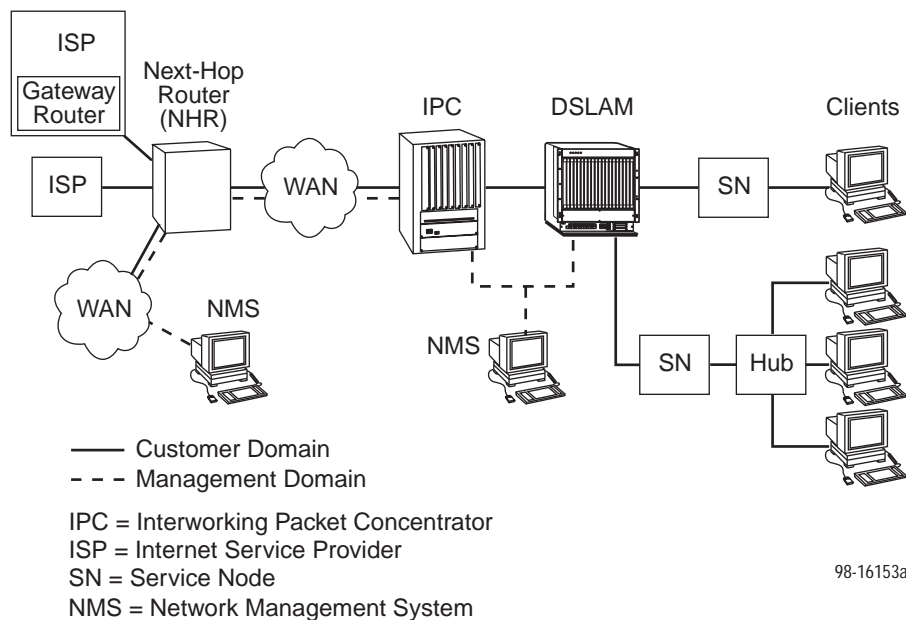 ISP
Gateway
Router
Next-Hop
Router
(NHR)
IPC
DSLAM
Clients
ISP
WAN
SN
WAN
NMS
NMS
SN
Hub
Customer Domain
Management Domain
IPC = Interworking Packet Concentrator
ISP = Internet Service Provider
SN = Service Node
NMS = Network Management System
98-16153a